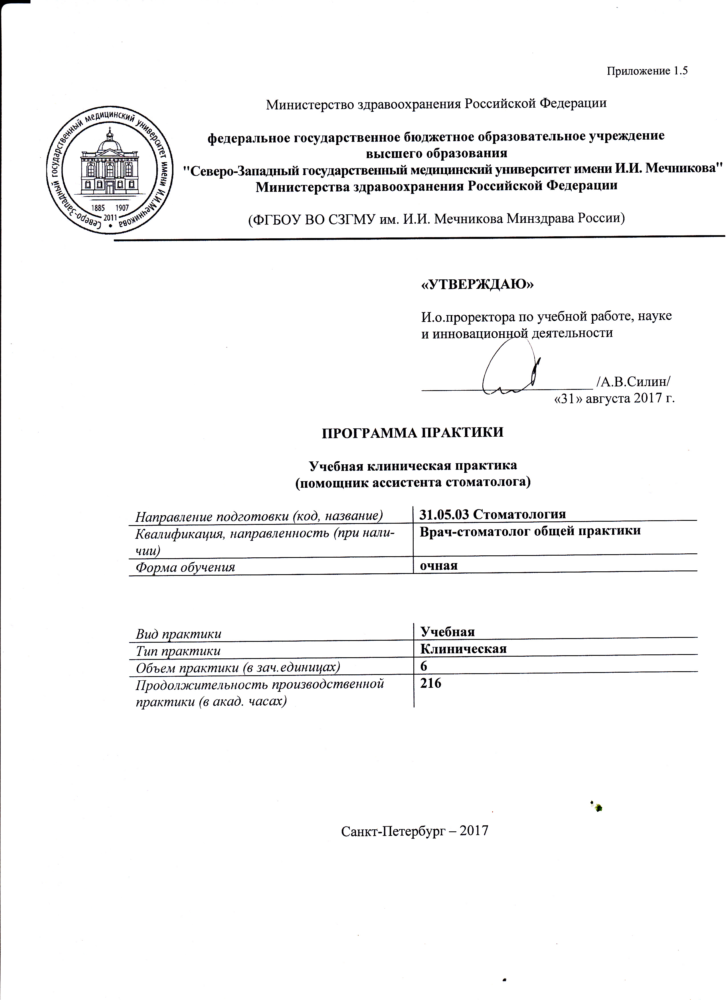 Приложение 1.5
Министерство здравоохранения Российской Федерации
федеральное государственное бюджетное образовательное учреждение
высшего образования
"Северо-Западный государственный медицинский университет имени И.И. Мечникова"
Министерства здравоохранения Российской Федерации
(ФГБОУ ВО СЗГМУ им. И.И. Мечникова Минздрава России)
Северо-Западный государственный медицинский университет имени И.И.Мечникова •
1885 1907
2011
«УТВЕРЖДАЮ»
И.о.проректора по учебной работе, науке
и инновационной деятельности
/А.В.Силин/
«31» августа 2017 г.
ПРОГРАММА ПРАКТИКИ
Учебная клиническая практика
(помощник ассистента стоматолога)
Направление подготовки (код, название) 31.05.03 Стоматология
Квалификация, направленность (при нали- Врач-стоматолог общей практики
чии)
Форма обучения очная
Вид практики Учебная
Тип практики Клиническая
Объем практики (в зач.единицах) 6
Продолжительность производственной 216
практики (в акад. часах)
Санкт-Петербург – 2017